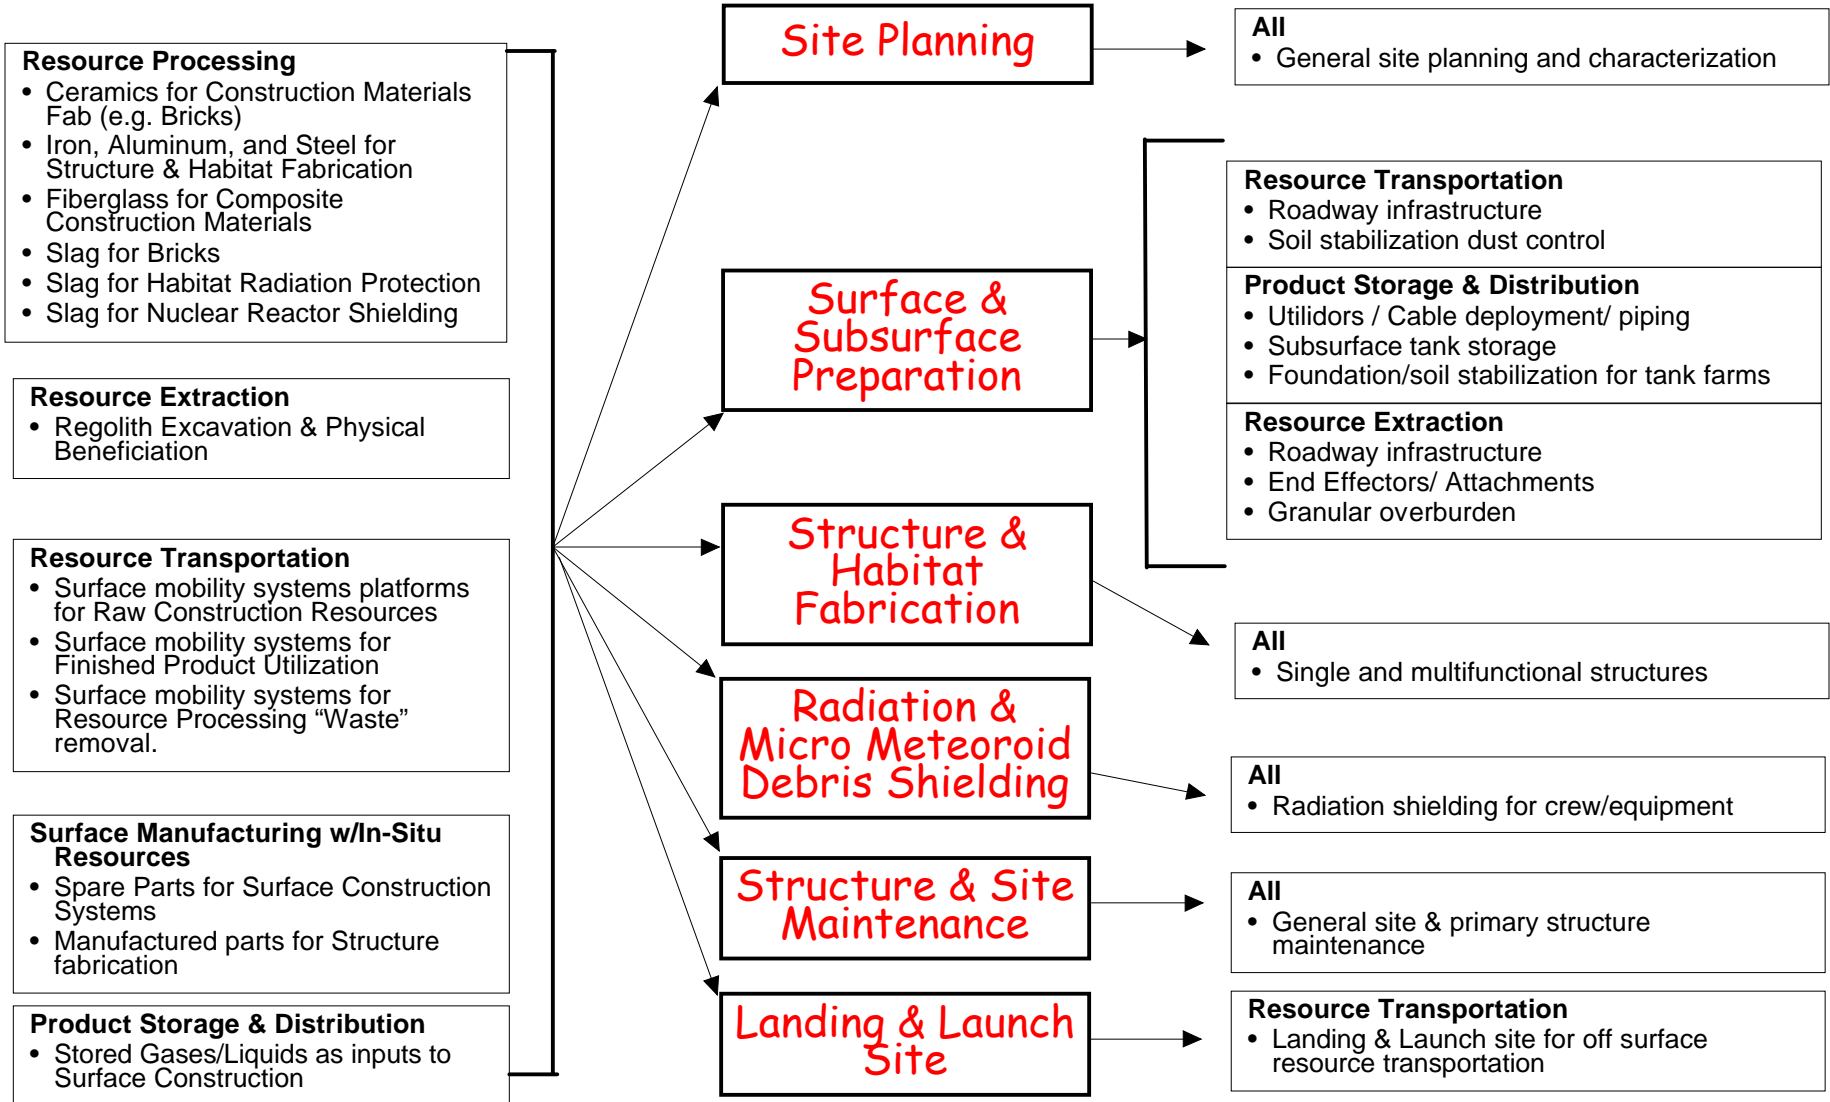 Resource Processing
• Ceramics for Construction Materials
Fab (e.g. Bricks)
• Iron, Aluminum, and Steel for
Structure & Habitat Fabrication
• Fiberglass for Composite
Construction Materials
• Slag for Bricks
• Slag for Habitat Radiation Protection
• Slag for Nuclear Reactor Shielding
Resource Extraction
• Regolith Excavation & Physical
Beneficiation
Resource Transportation
• Surface mobility systems platforms
for Raw Construction Resources
• Surface mobility systems for
Finished Product Utilization
• Surface mobility systems for
Resource Processing “Waste”
removal.
Surface Manufacturing w/In-Situ
Resources
• Spare Parts for Surface Construction
Systems
• Manufactured parts for Structure
fabrication
Product Storage & Distribution
• Stored Gases/Liquids as inputs to
Surface Construction
Site Planning
Surface &
Subsurface
Preparation
Structure &
Habitat
Fabrication
Radiation &
Micro Meteoroid
Debris Shielding
Structure & Site
Maintenance
Landing & Launch
Site
All
• General site planning and characterization
Resource Transportation
• Roadway infrastructure
• Soil stabilization dust control
Product Storage & Distribution
• Utilidors / Cable deployment/ piping
• Subsurface tank storage
• Foundation/soil stabilization for tank farms
Resource Extraction
• Roadway infrastructure
• End Effectors/ Attachments
• Granular overburden
All
• Single and multifunctional structures
All
• Radiation shielding for crew/equipment
All
• General site & primary structure
maintenance
Resource Transportation
• Landing & Launch site for off surface
resource transportation